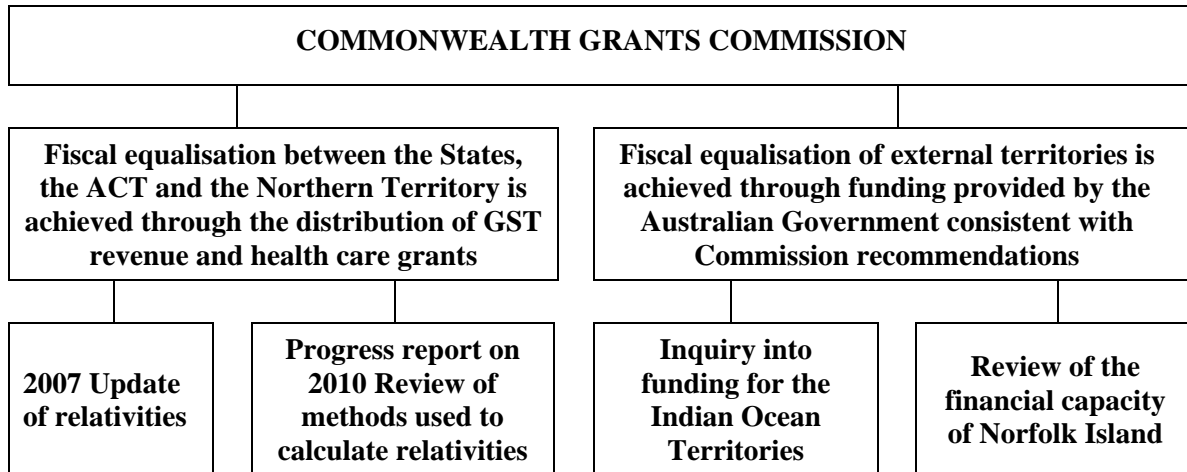 COMMONWEALTH GRANTS COMMISSION
Fiscal equalisation between the States,
the ACT and the Northern Territory is
achieved through the distribution of GST
revenue and health care grants
Fiscal equalisation of external territories is
achieved through funding provided by the
Australian Government consistent with
Commission recommendations
2007 Update
of relativities
Progress report on
2010 Review of
methods used to
calculate relativities
Inquiry into
funding for the
Indian Ocean
Territories
Review of the
financial capacity
of Norfolk Island